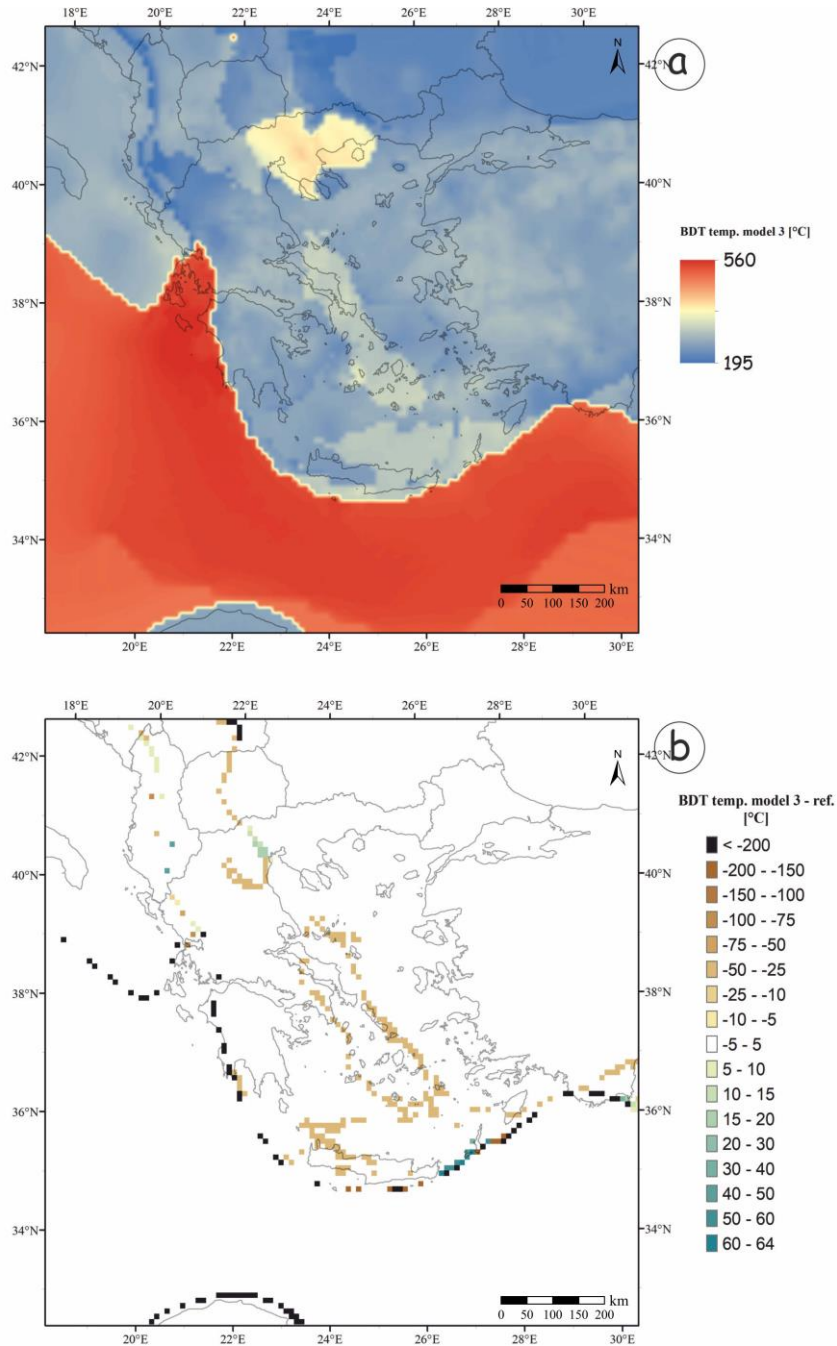 20°E 22°E 24°E 26°E 28°E 30°E
N
a
42°N 42°N
40°N 40°N
BDT temp. model 3 [°C]
560
38°N 38°N
195
36°N 36°N
34°N 34°N
km
0 50 100 150 200
20°E 22°E 24°E 26°E 28°E 30°E
20°E 22°E 24°E 26°E 28°E 30°E
N
b
42°N 42°N
BDT temp. model 3 - ref.
[°C]
< -200
-200 - -150
-150 - -100
-100 - -75
-75 - -50
-50 - -25
-25 - -10
-10 - -5
-5 - 5
5 - 10
10 - 15
15 - 20
20 - 30
30 - 40
40 - 50
50 - 60
60 - 64
40°N 40°N
38°N 38°N
36°N 36°N
34°N 34°N
km
0 50 100 150 200
20°E 22°E 24°E 26°E 28°E 30°E